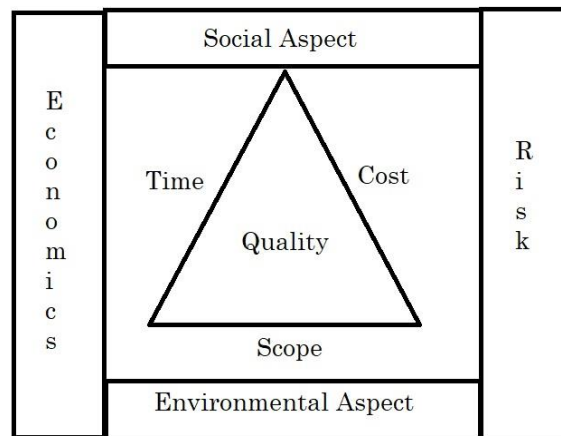 Social Aspect
Economics
Time
Cost
Risk
Quality
Scope
Environmental Aspect